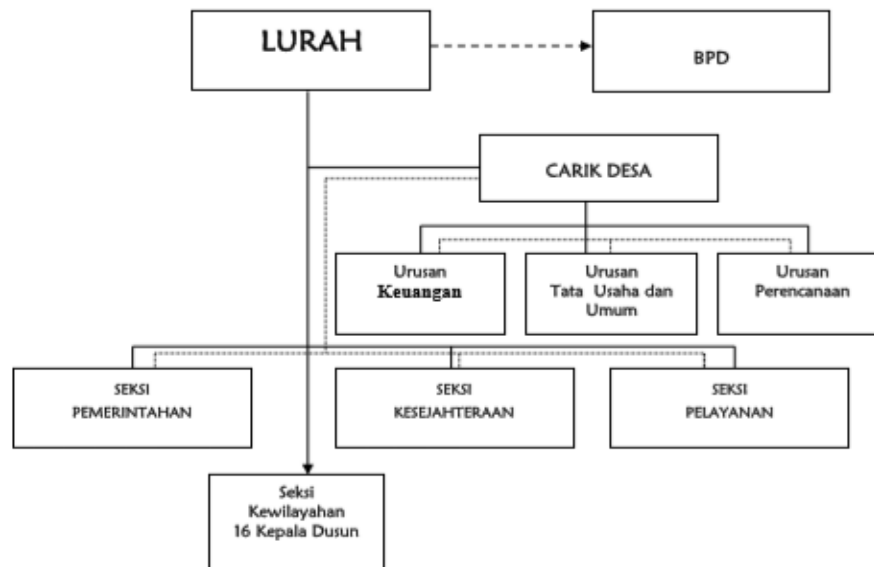 LURAH
BPD
CARIK DESA
Urusan
Keuangan
Urusan
Tata Usaha dan
Umum
Urusan
Perencanaan
SEKSI
PEMERINTAHAN
SEKSI
KESEJAHTERAAN
SEKSI
PELAYANAN
Seksi
Kewilayahan
16 Kepala Dusun